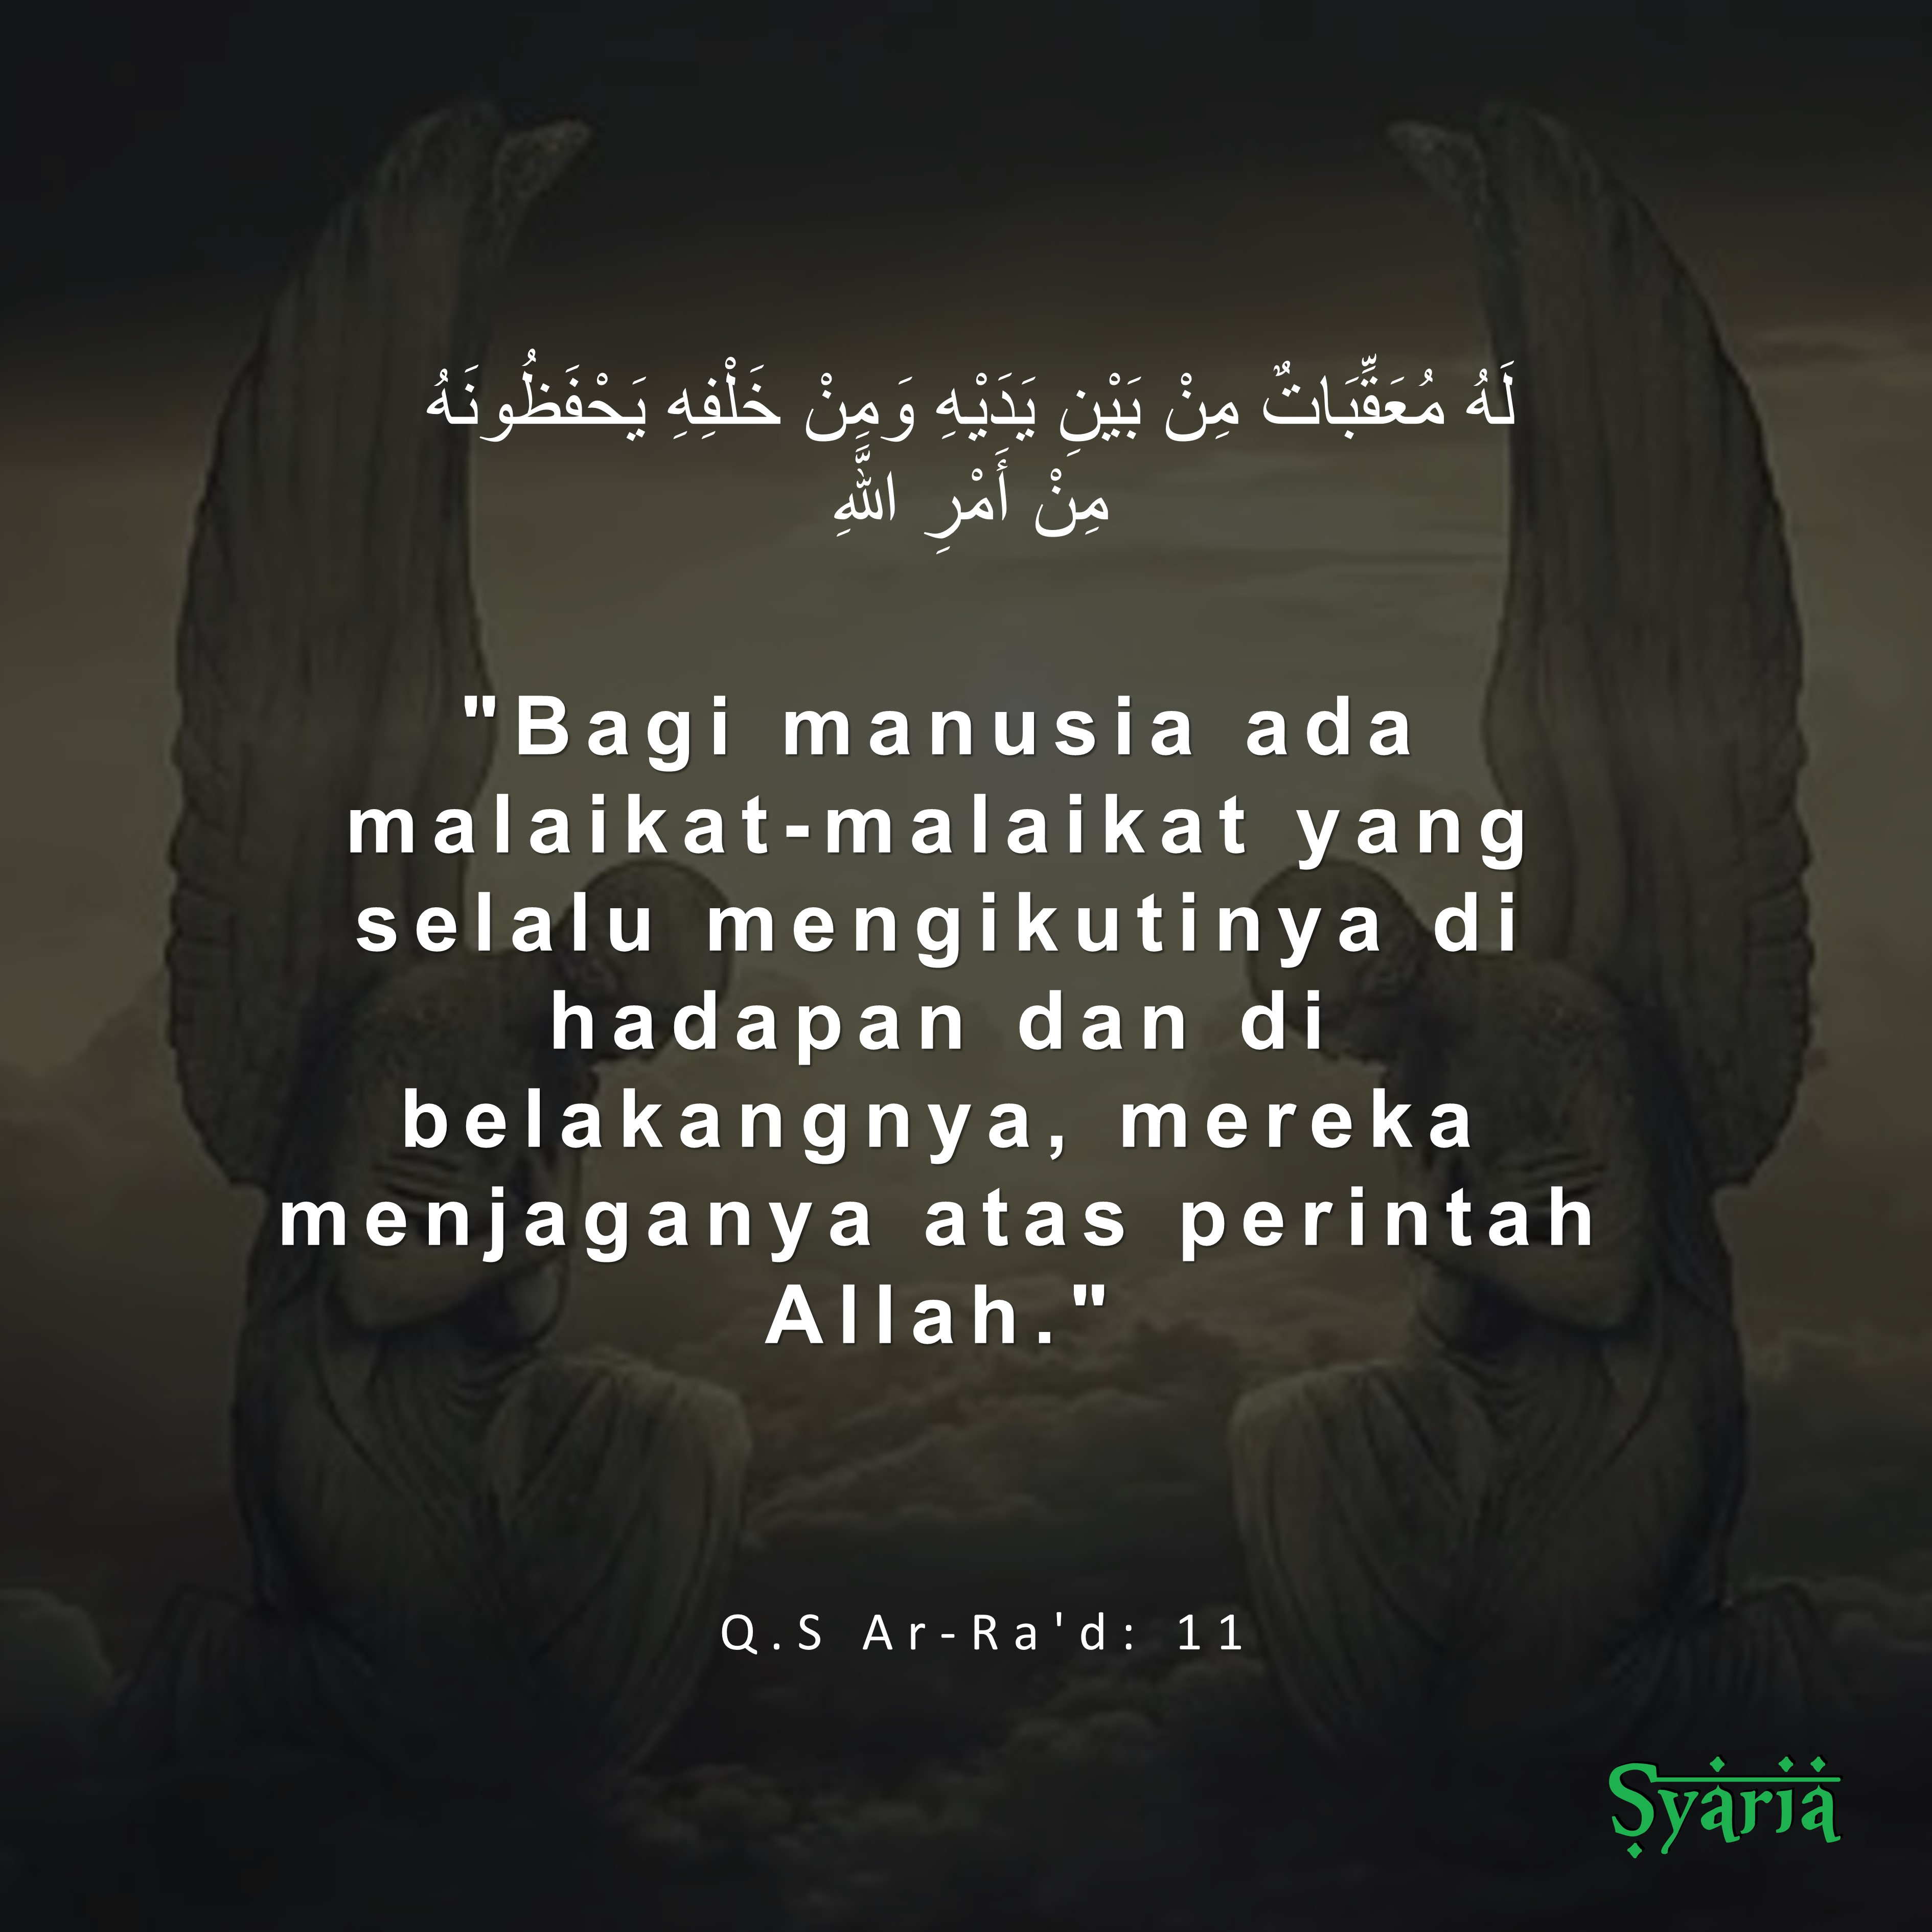 لَهُ مُعَقِّبَاتٌ مِنْ بَيْنِ يَدَيْهِ وَمِنْ خَلْفِهِ يَحْفَظُونَهُ
مِنْ أَمْرِ اللَّهِ
"Bagi manusia ada
malaikat-malaikat yang
selalu mengikutinya di
hadapan dan di
belakangnya, mereka
menjaganya atas perintah
Allah."
Q.S Ar-Ra'd: 11
Syaria